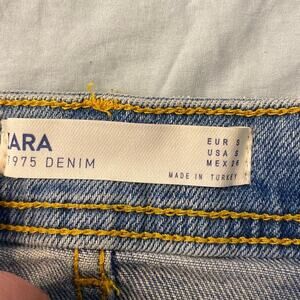 ZARA
1975 DENIM
EUR S
USA S
MEX 26
MADE IN TURKEY